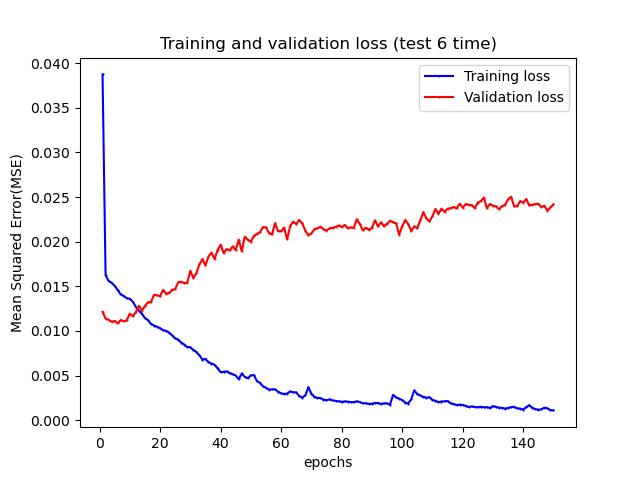 Training and validation loss (test 6 time)
Training loss
Validation loss
0.040
0.035
0.030
0.025
0.020
0.015
0.010
0.005
0.000
Mean Squared Error(MSE)
0 20 40 60 80 100 120 140
epochs